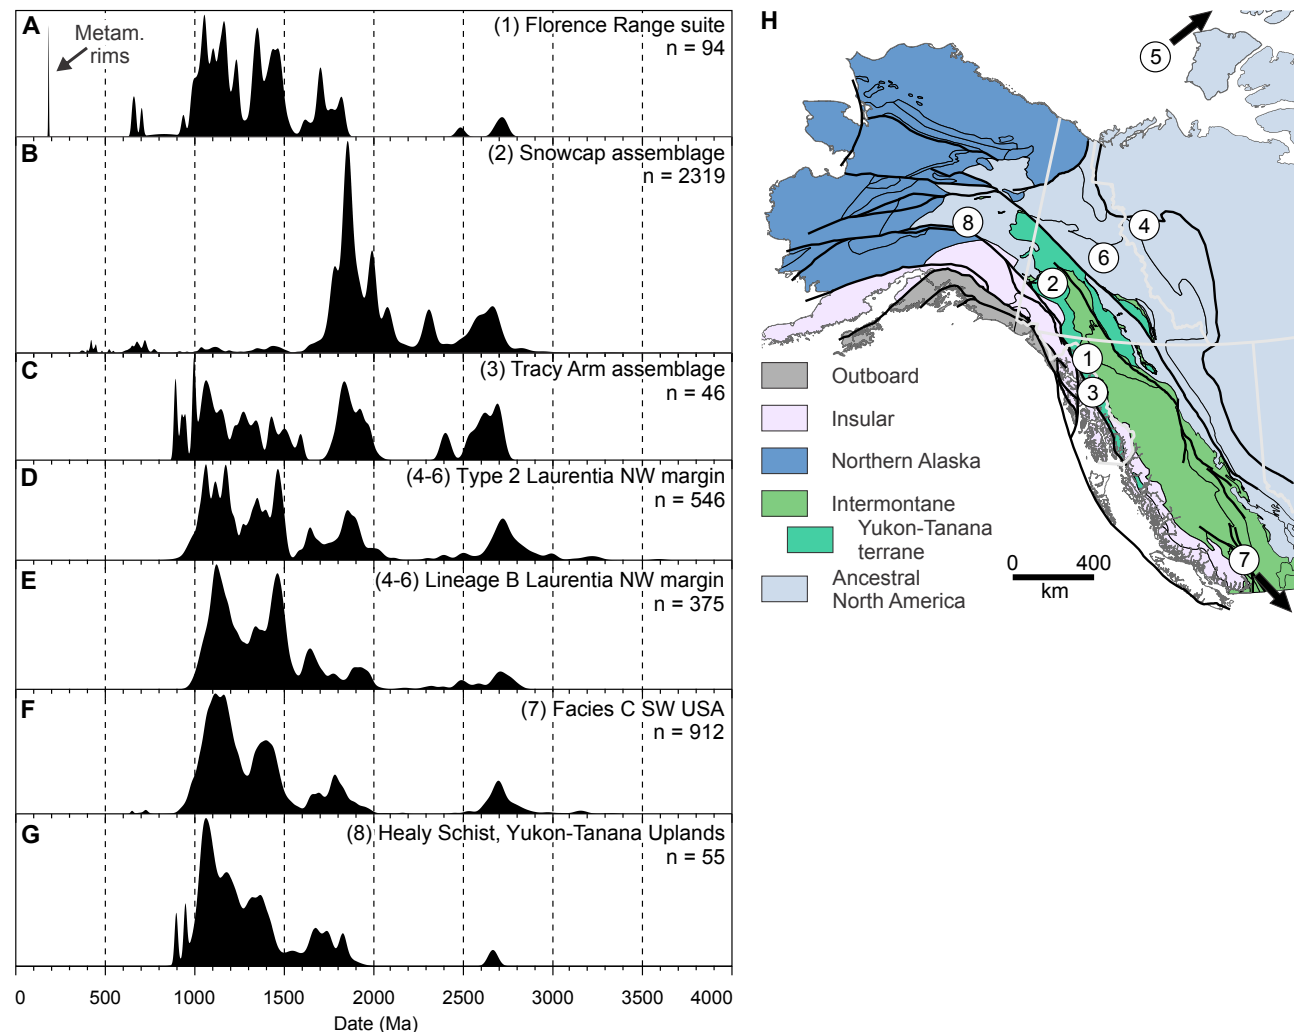 A
Metam.
rims
(1) Florence Range suite
n = 94
B
(2) Snowcap assemblage
n = 2319
C
(3) Tracy Arm assemblage
n = 46
D
(4-6) Type 2 Laurentia NW margin
n = 546
E
(4-6) Lineage B Laurentia NW margin
n = 375
F
(7) Facies C SW USA
n = 912
G
(8) Healy Schist, Yukon-Tanana Uplands
n = 55
0 500 1000 1500 2000 2500 3000 3500 4000
Date (Ma)
H
5
8
4
6
2
1
3
7
Outboard
Insular
Northern Alaska
Intermontane
Yukon-Tanana
terrane
Ancestral
North America
0 400
km